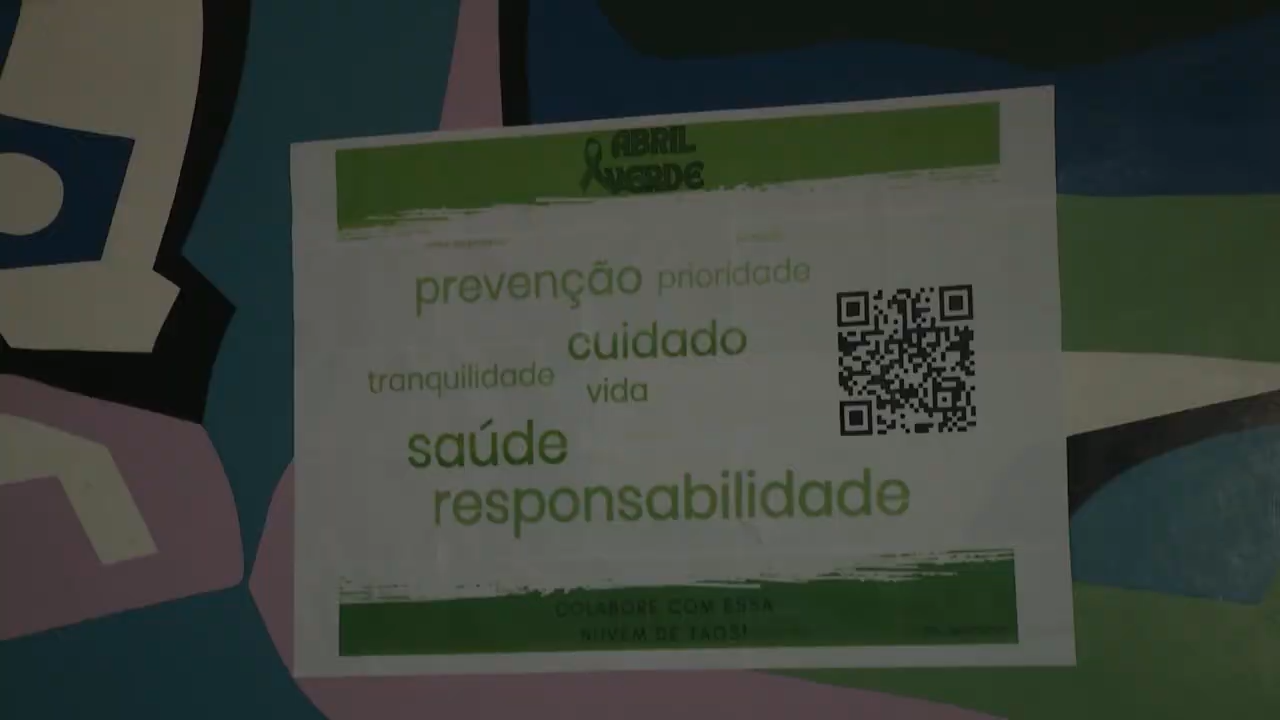 ABRIL
VERDE
prevenção prioridade
cuidado
tranquilidade vida
saúde
responsabilidade
COLABORE COM ESSA
NUVEM DE TAGS!